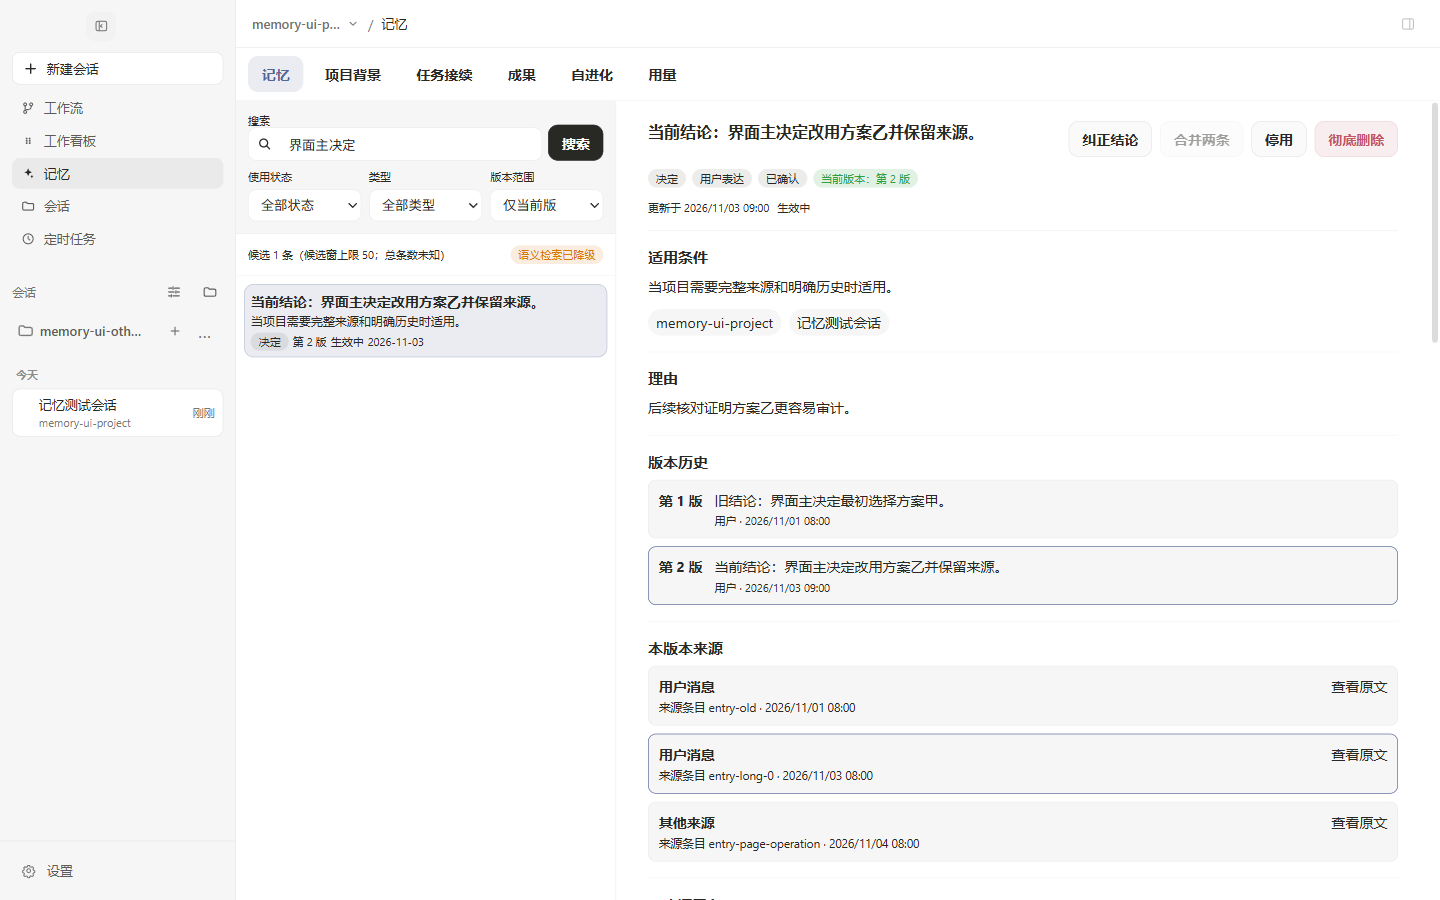 memory-ui-p... / 记忆
新建会话
工作流
工作看板
记忆
会话
定时任务
会话
memory-ui-oth...
...
今天
记忆测试会话
刚刚
memory-ui-project
设置
记忆 项目背景 任务接续 成果 自进化 用量
搜索
界面主决定 搜索
使用状态 类型 版本范围
全部状态 全部类型 仅当前版
候选 1 条（候选窗上限 50；总条数未知） 语义检索已降级
当前结论：界面主决定改用方案乙并保留来源。
当项目需要完整来源和明确历史时适用。
决定 第 2 版 生效中 2026-11-03
当前结论：界面主决定改用方案乙并保留来源。
纠正结论 合并两条 停用 彻底删除
决定 用户表达 已确认 当前版本：第 2 版
更新于 2026/11/03 09:00 生效中
适用条件
当项目需要完整来源和明确历史时适用。
memory-ui-project 记忆测试会话
理由
后续核对证明方案乙更容易审计。
版本历史
第 1 版 旧结论：界面主决定最初选择方案甲。
用户 · 2026/11/01 08:00
第 2 版 当前结论：界面主决定改用方案乙并保留来源。
用户 · 2026/11/03 09:00
本版本来源
用户消息 查看原文
来源条目 entry-old · 2026/11/01 08:00
用户消息 查看原文
来源条目 entry-long-0 · 2026/11/03 08:00
其他来源 查看原文
来源条目 entry-page-operation · 2026/11/04 08:00